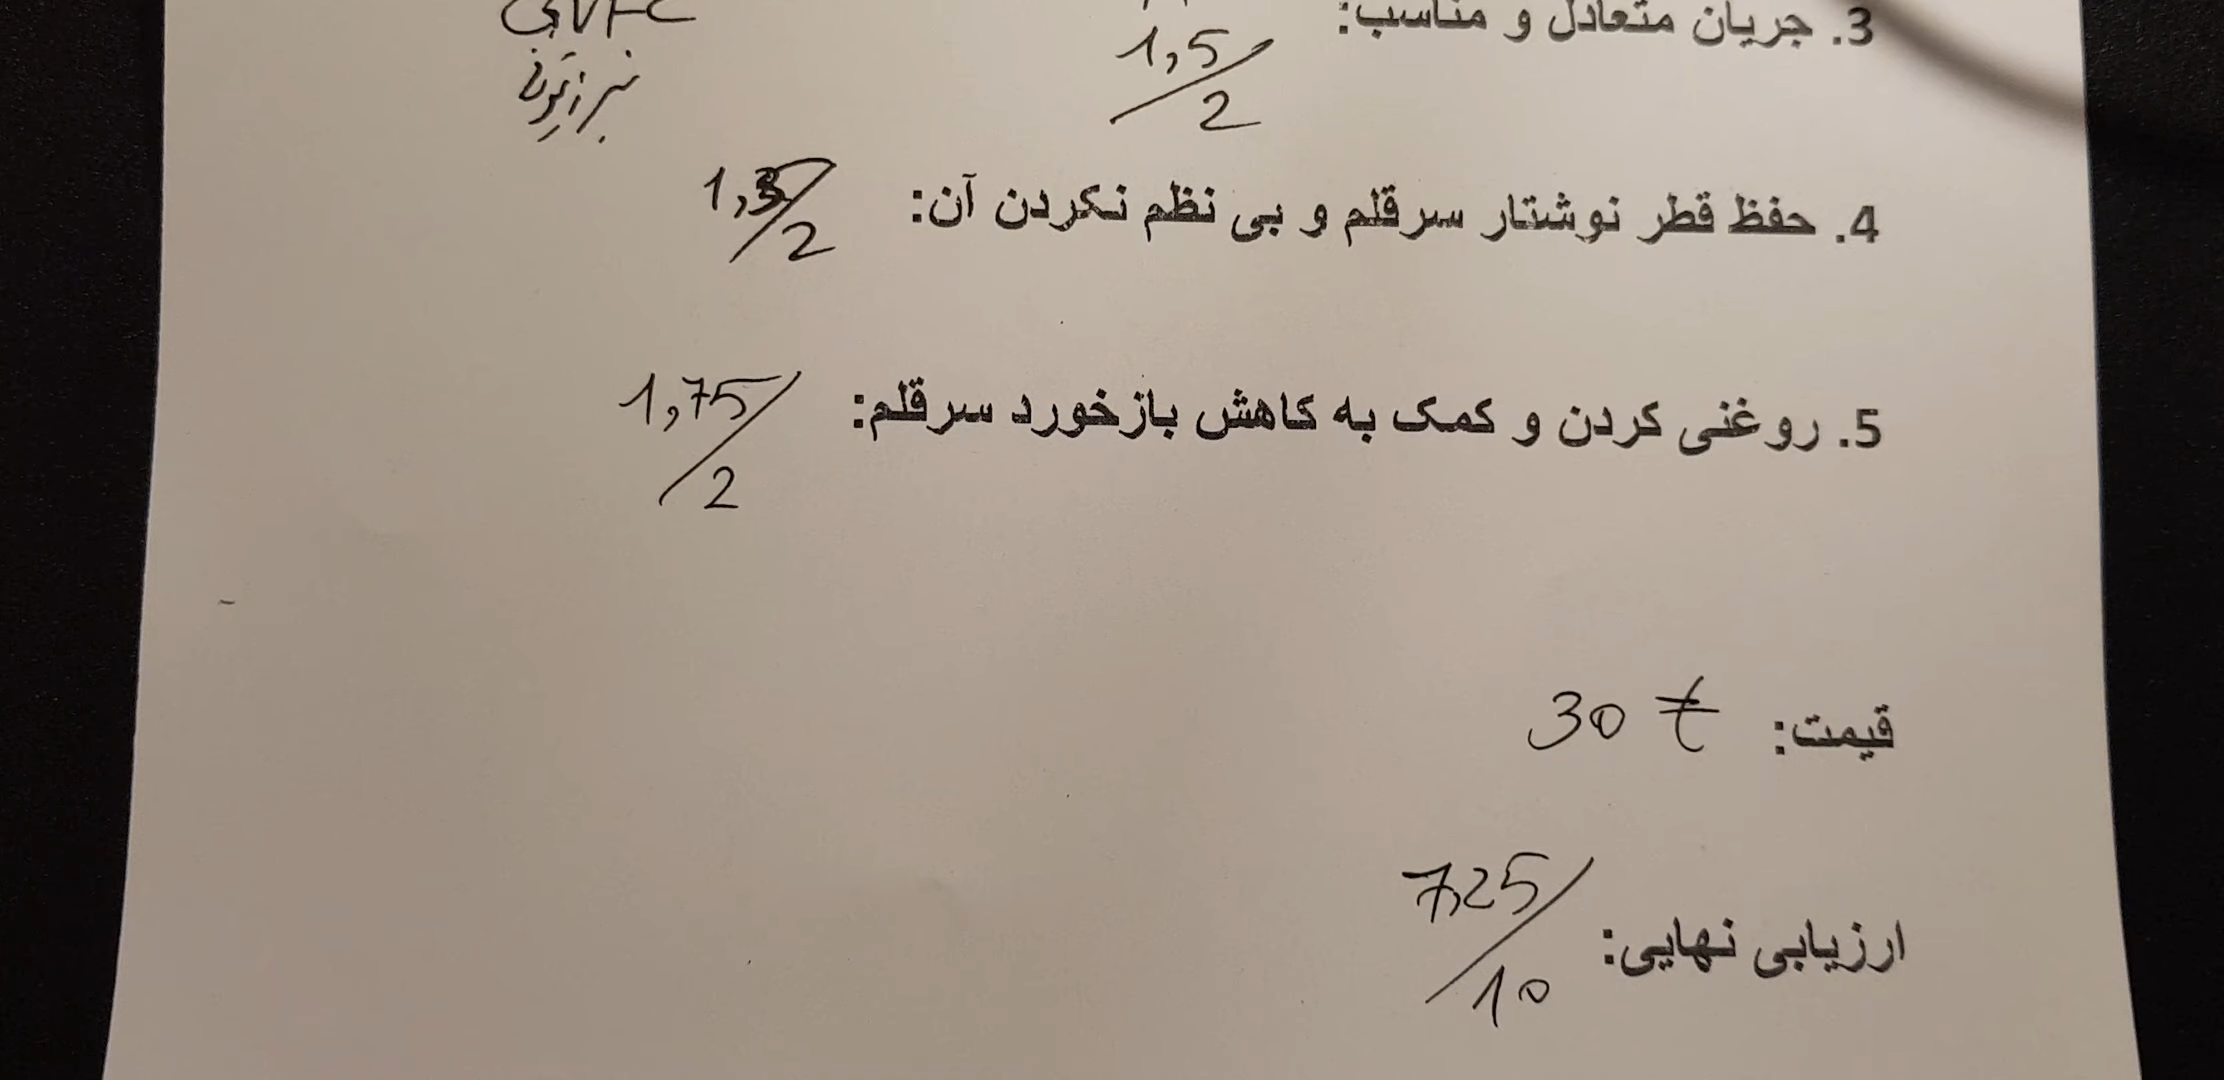 3. جریان متعادل و مناسب: 1,5/2
4. حفظ قطر نوشتار سرقلم و بی نظم نکردن آن: 1,5/2
5. روغنی کردن و کمک به کاهش بازخورد سرقلم: 1,75/2
قیمت: 30 ₺
ارزیابی نهایی: 7,25/10